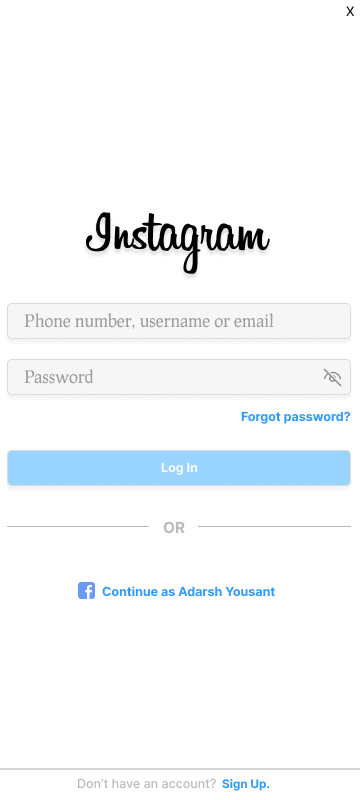 X
Instagram
Phone number, username or email
Password
Forgot password?
Log In
OR
Continue as Adarsh Yousant
Don't have an account? Sign Up.